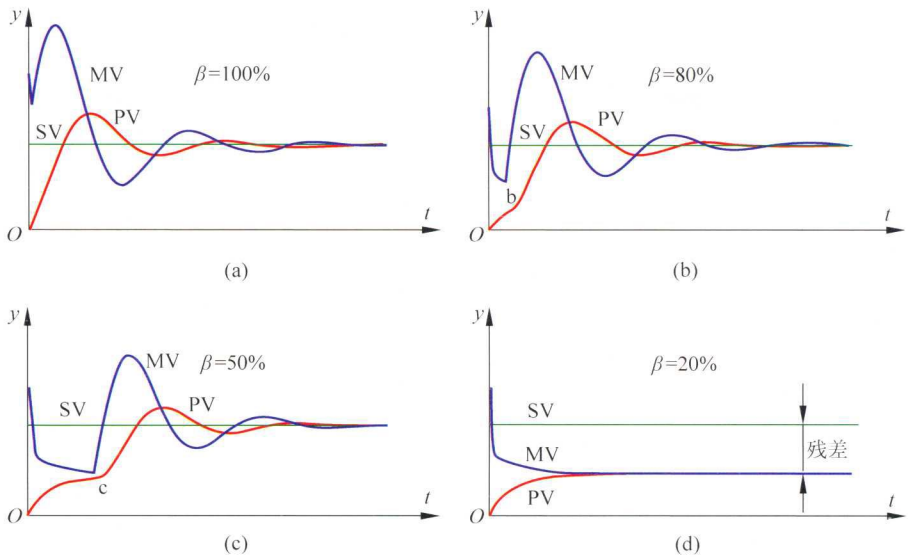 y
MV
β=100%
SV
PV
O
t
(a)
y
MV
β=80%
SV
PV
b
O
t
(b)
y
MV
β=50%
SV
PV
c
O
t
(c)
y
β=20%
SV
MV
残差
PV
O
t
(d)